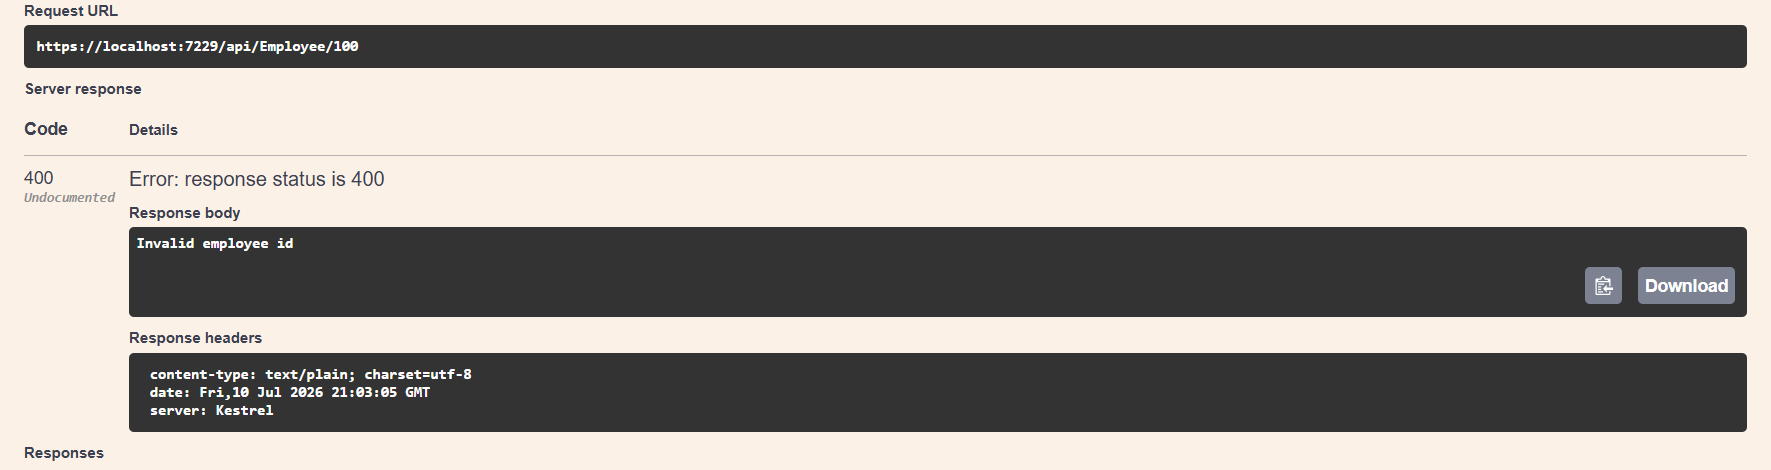 Request URL
https://localhost:7229/api/Employee/100
Server response
Code Details
400 Error: response status is 400
Undocumented
Response body
Invalid employee id
Download
Response headers
content-type: text/plain; charset=utf-8
date: Fri,10 Jul 2026 21:03:05 GMT
server: Kestrel
Responses